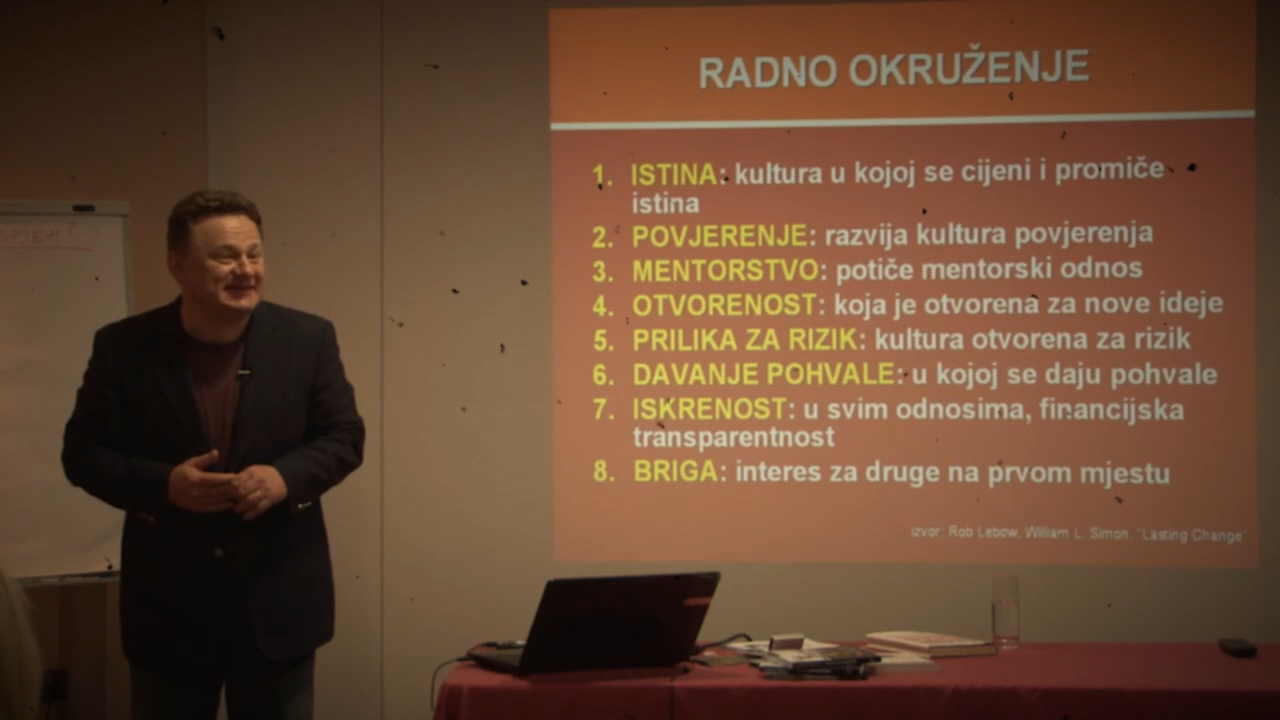 RADNO OKRUŽENJE
1. ISTINA: kultura u kojoj se cijeni i promiče
istina
2. POVJERENJE: razvija kultura povjerenja
3. MENTORSTVO: potiče mentorski odnos
4. OTVORENOST: koja je otvorena za nove ideje
5. PRILIKA ZA RIZIK: kultura otvorena za rizik
6. DAVANJE POHVALE: u kojoj se daju pohvale
7. ISKRENOST: u svim odnosima, financijska
transparentnost
8. BRIGA: interes za druge na prvom mjestu
izvor: Rob Lebow, William L. Simon, "Lasting Change"